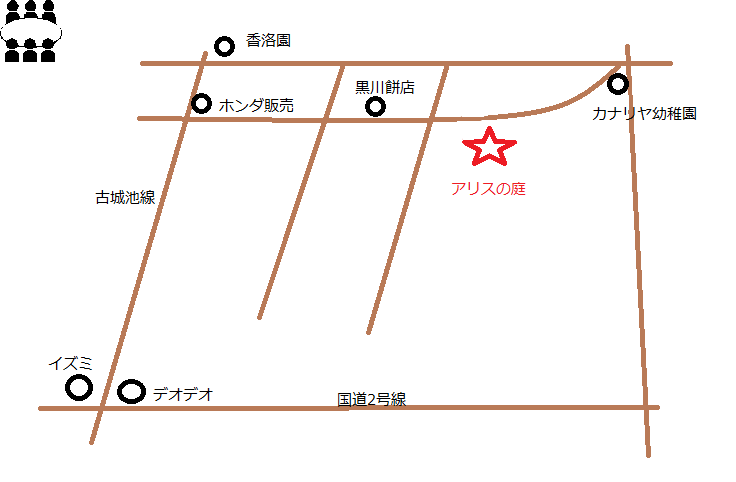 香洛園
黒川餅店
ホンダ販売
カナリヤ幼稚園
アリスの庭
古城池線
イズミ
デオデオ
国道2号線